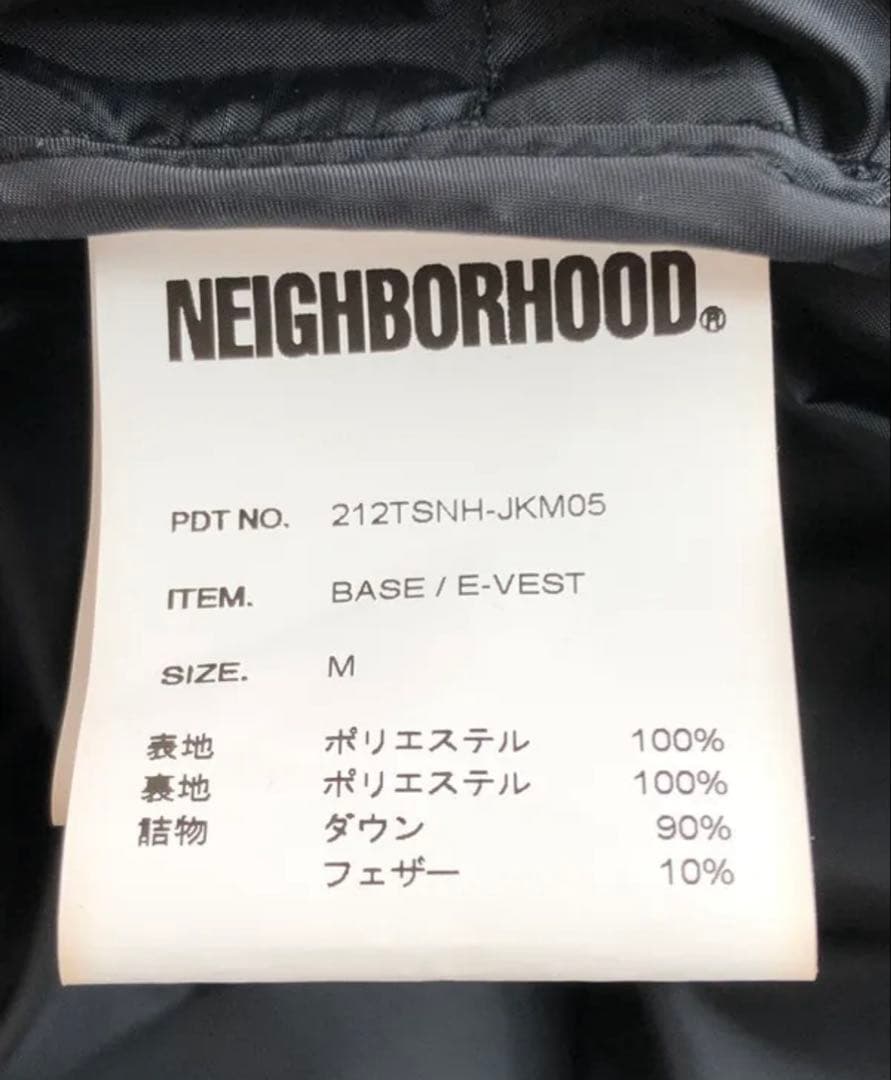 NEIGHBORHOOD®
PDT NO. 212TSNH-JKM05
ITEM. BASE / E-VEST
SIZE. M
表地 ポリエステル 100%
裏地 ポリエステル 100%
詰物 ダウン 90%
フェザー 10%